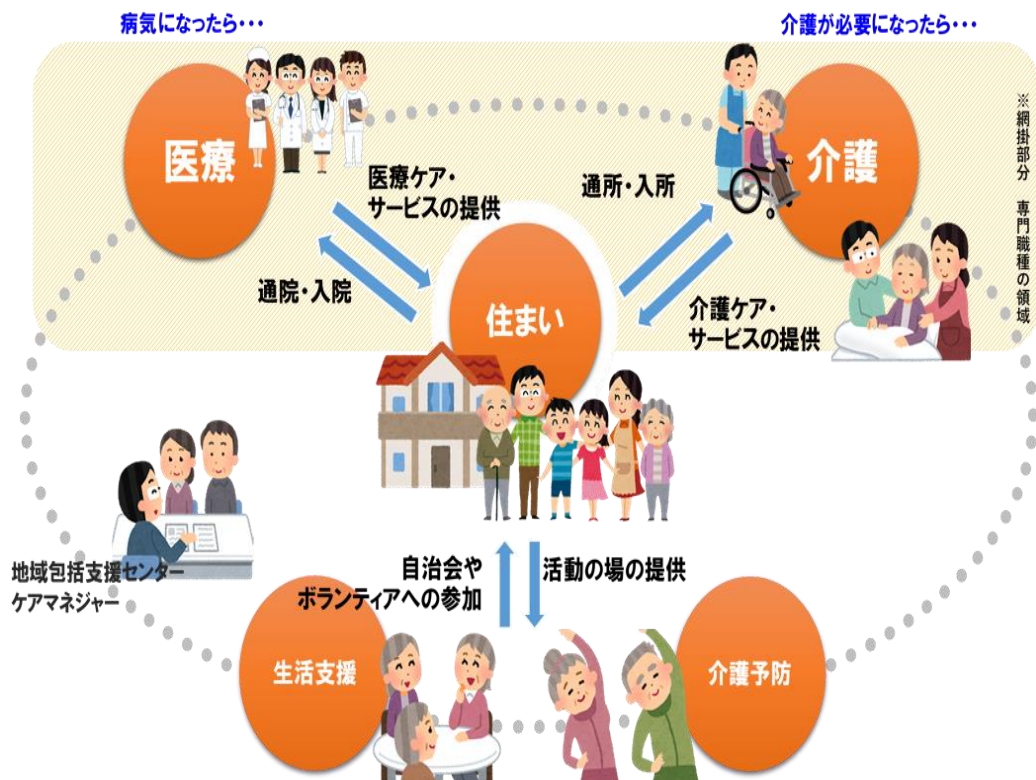 病気になったら･･･
介護が必要になったら･･･
医療
介護
※網掛部分　専門職種の領域
医療ケア・
サービスの提供
通所・入所
通院・入院
住まい
介護ケア・
サービスの提供
地域包括支援センター
ケアマネジャー
自治会や
ボランティアへの参加
活動の場の提供
生活支援
介護予防